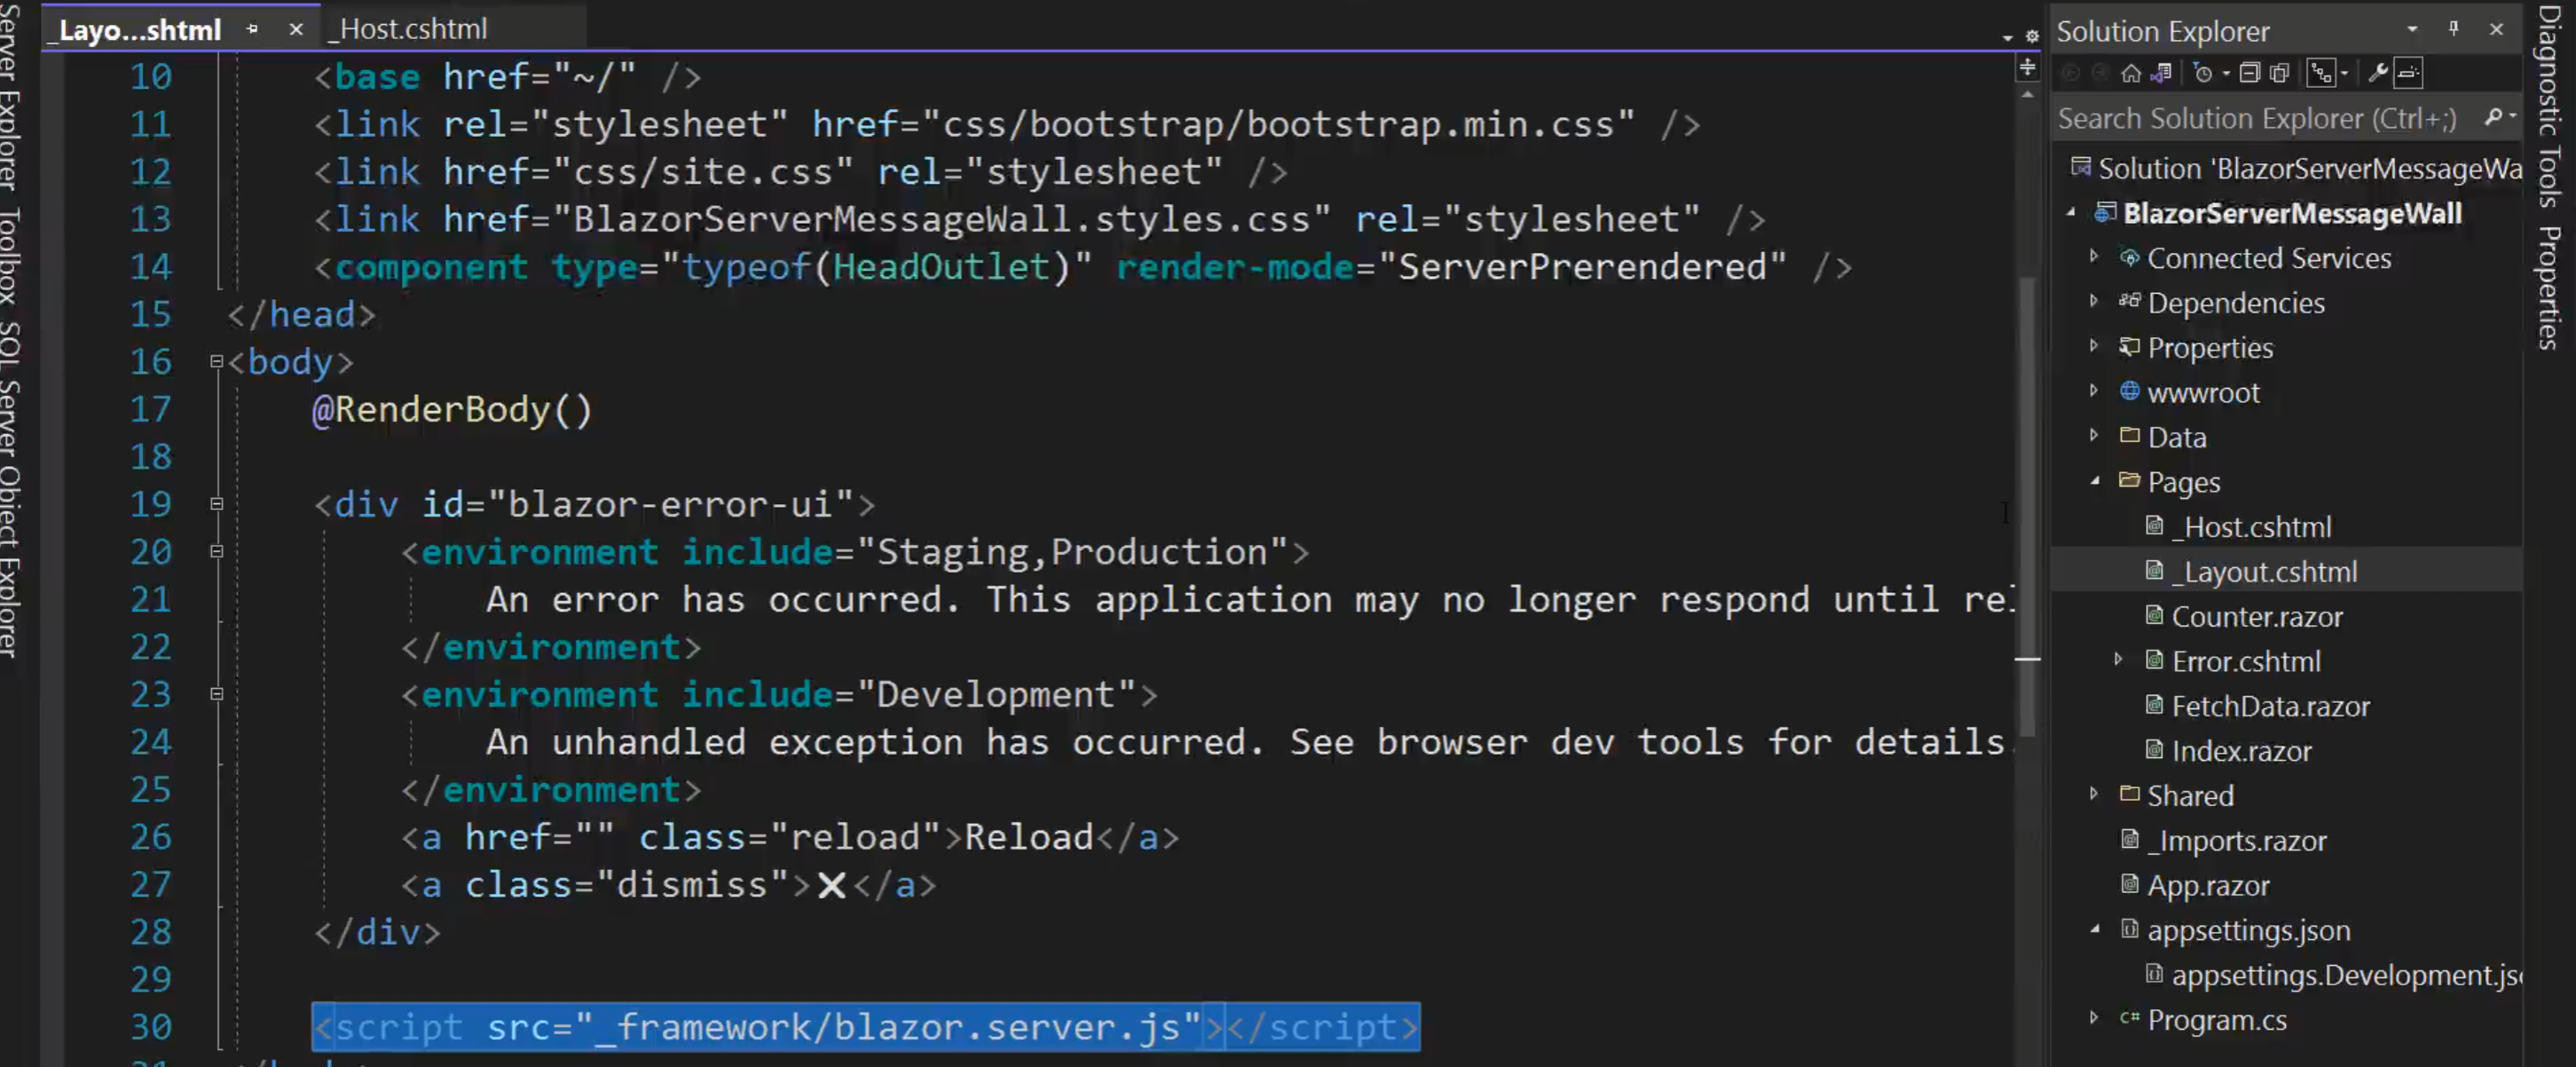 _Layo...shtml
_Host.cshtml
10 <base href="~/" />
11 <link rel="stylesheet" href="css/bootstrap/bootstrap.min.css" />
12 <link href="css/site.css" rel="stylesheet" />
13 <link href="BlazorServerMessageWall.styles.css" rel="stylesheet" />
14 <component type="typeof(HeadOutlet)" render-mode="ServerPrerendered" />
15 </head>
16 <body>
17 @RenderBody()
18
19 <div id="blazor-error-ui">
20 <environment include="Staging,Production">
21 An error has occurred. This application may no longer respond until rel
22 </environment>
23 <environment include="Development">
24 An unhandled exception has occurred. See browser dev tools for details.
25 </environment>
26 <a href="" class="reload">Reload</a>
27 <a class="dismiss">🗙</a>
28 </div>
29
30 <script src="_framework/blazor.server.js"></script>
Server Explorer
Toolbox
SQL Server Object Explorer
Solution Explorer
Search Solution Explorer (Ctrl+;)
Solution 'BlazorServerMessageWa
BlazorServerMessageWall
Connected Services
Dependencies
Properties
wwwroot
Data
Pages
_Host.cshtml
_Layout.cshtml
Counter.razor
Error.cshtml
FetchData.razor
Index.razor
Shared
_Imports.razor
App.razor
appsettings.json
appsettings.Development.js
C# Program.cs
Diagnostic Tools
Properties